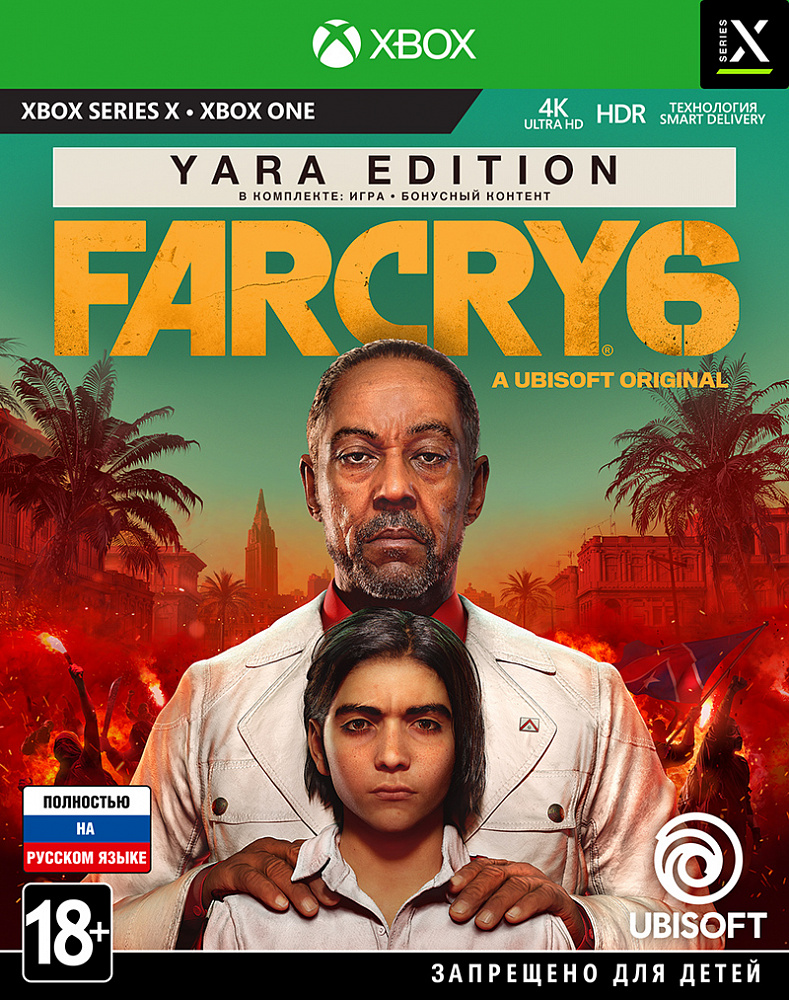 XBOX
SERIES X
XBOX SERIES X • XBOX ONE
4K
ULTRA HD
HDR
ТЕХНОЛОГИЯ
SMART DELIVERY
YARA EDITION
В КОМПЛЕКТЕ: ИГРА • БОНУСНЫЙ КОНТЕНТ
FARCRY6
®
A UBISOFT ORIGINAL
ПОЛНОСТЬЮ
НА
РУССКОМ ЯЗЫКЕ
18+
UBISOFT
ЗАПРЕЩЕНО ДЛЯ ДЕТЕЙ